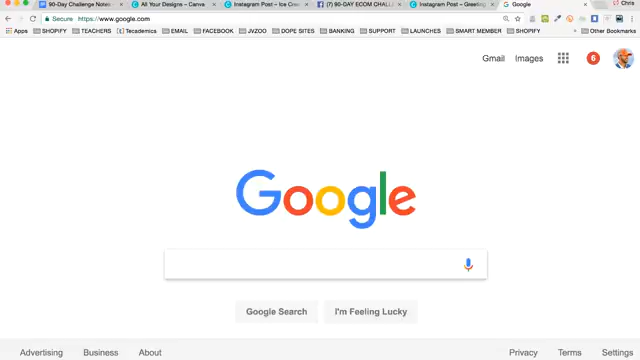 90-Day Challenge Notes
All Your Designs – Canva
Instagram Post – Ice Cre
(7) 90-DAY ECOM CHALL
Instagram Post – Greeting
Google
Chris
Secure
https://www.google.com
Apps
SHOPIFY
TEACHERS
Tecademics
EMAIL
FACEBOOK
JVZOO
DOPE SITES
BANKING
SUPPORT
LAUNCHES
SMART MEMBER
SHOPIFY
Other Bookmarks
Gmail
Images
6
Google
Google Search
I'm Feeling Lucky
Advertising
Business
About
Privacy
Terms
Settings